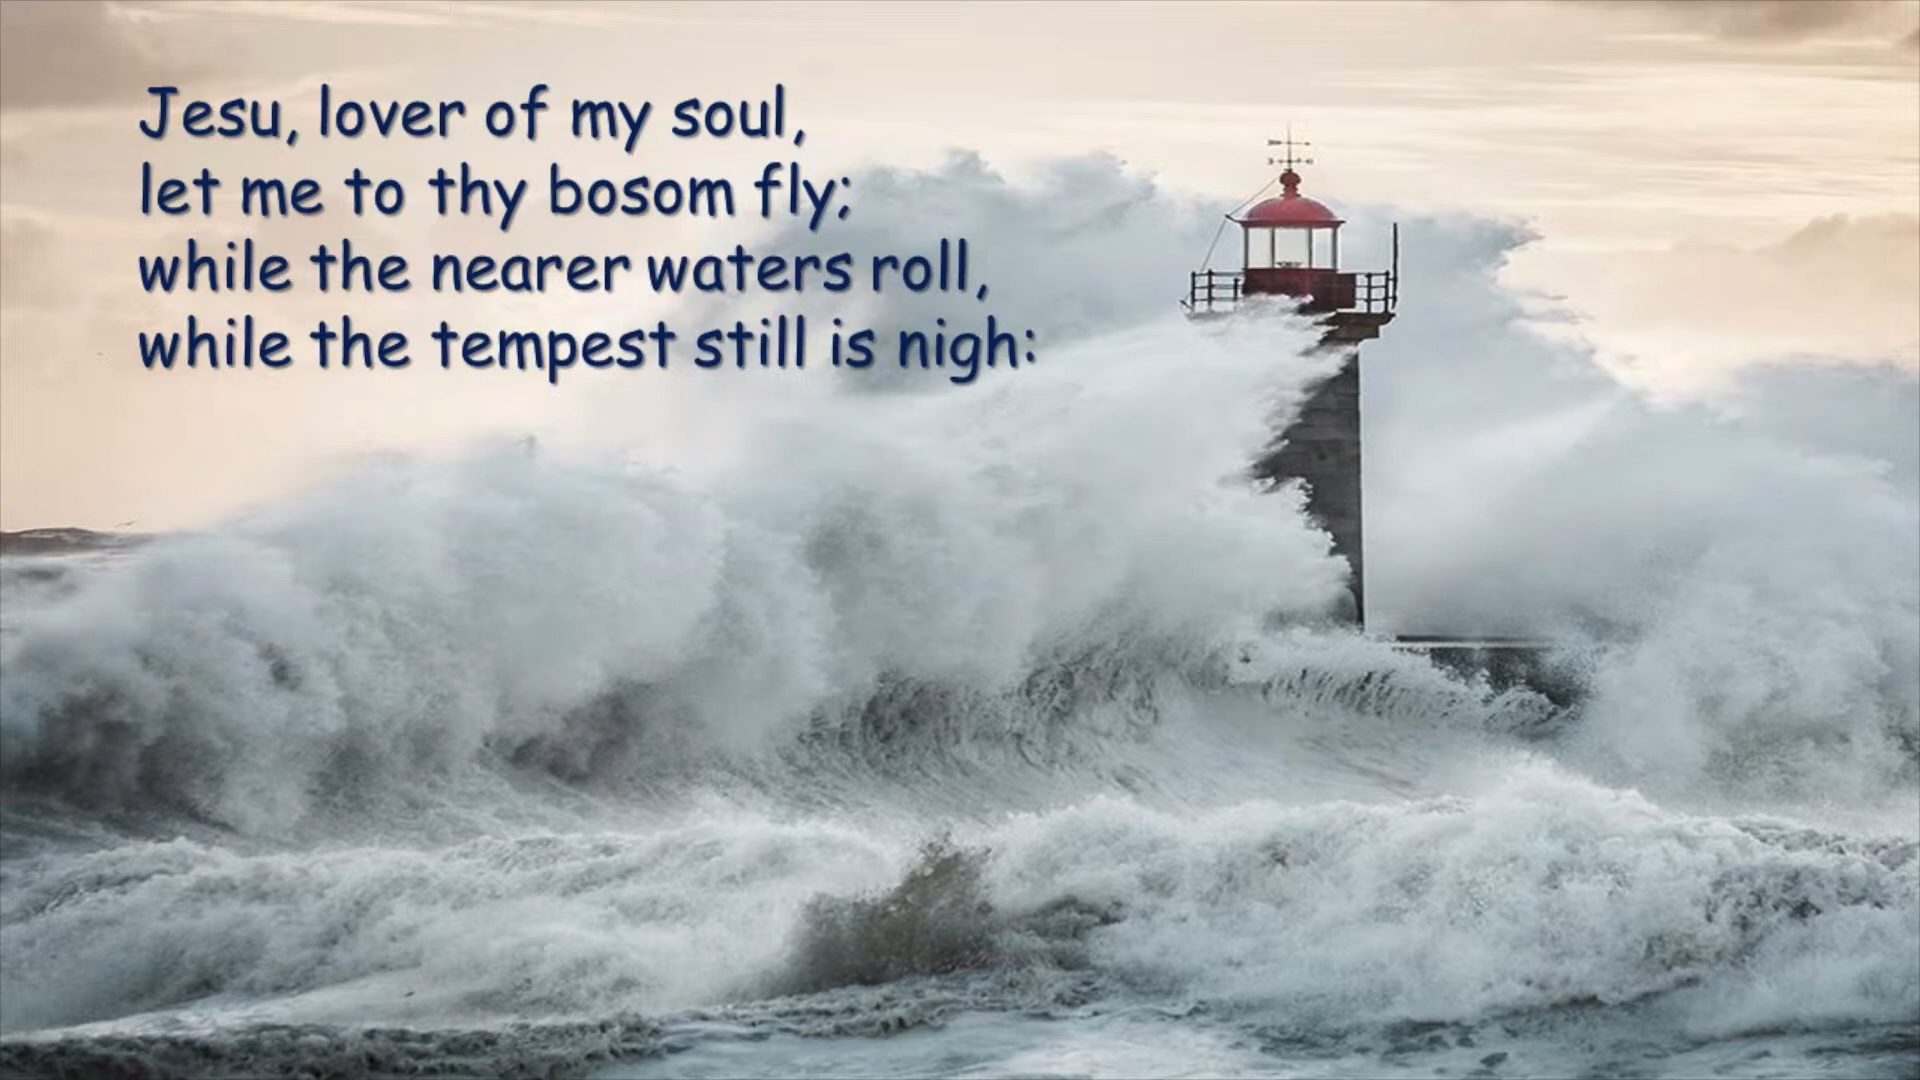 Jesu, lover of my soul,
let me to thy bosom fly;
while the nearer waters roll,
while the tempest still is nigh: